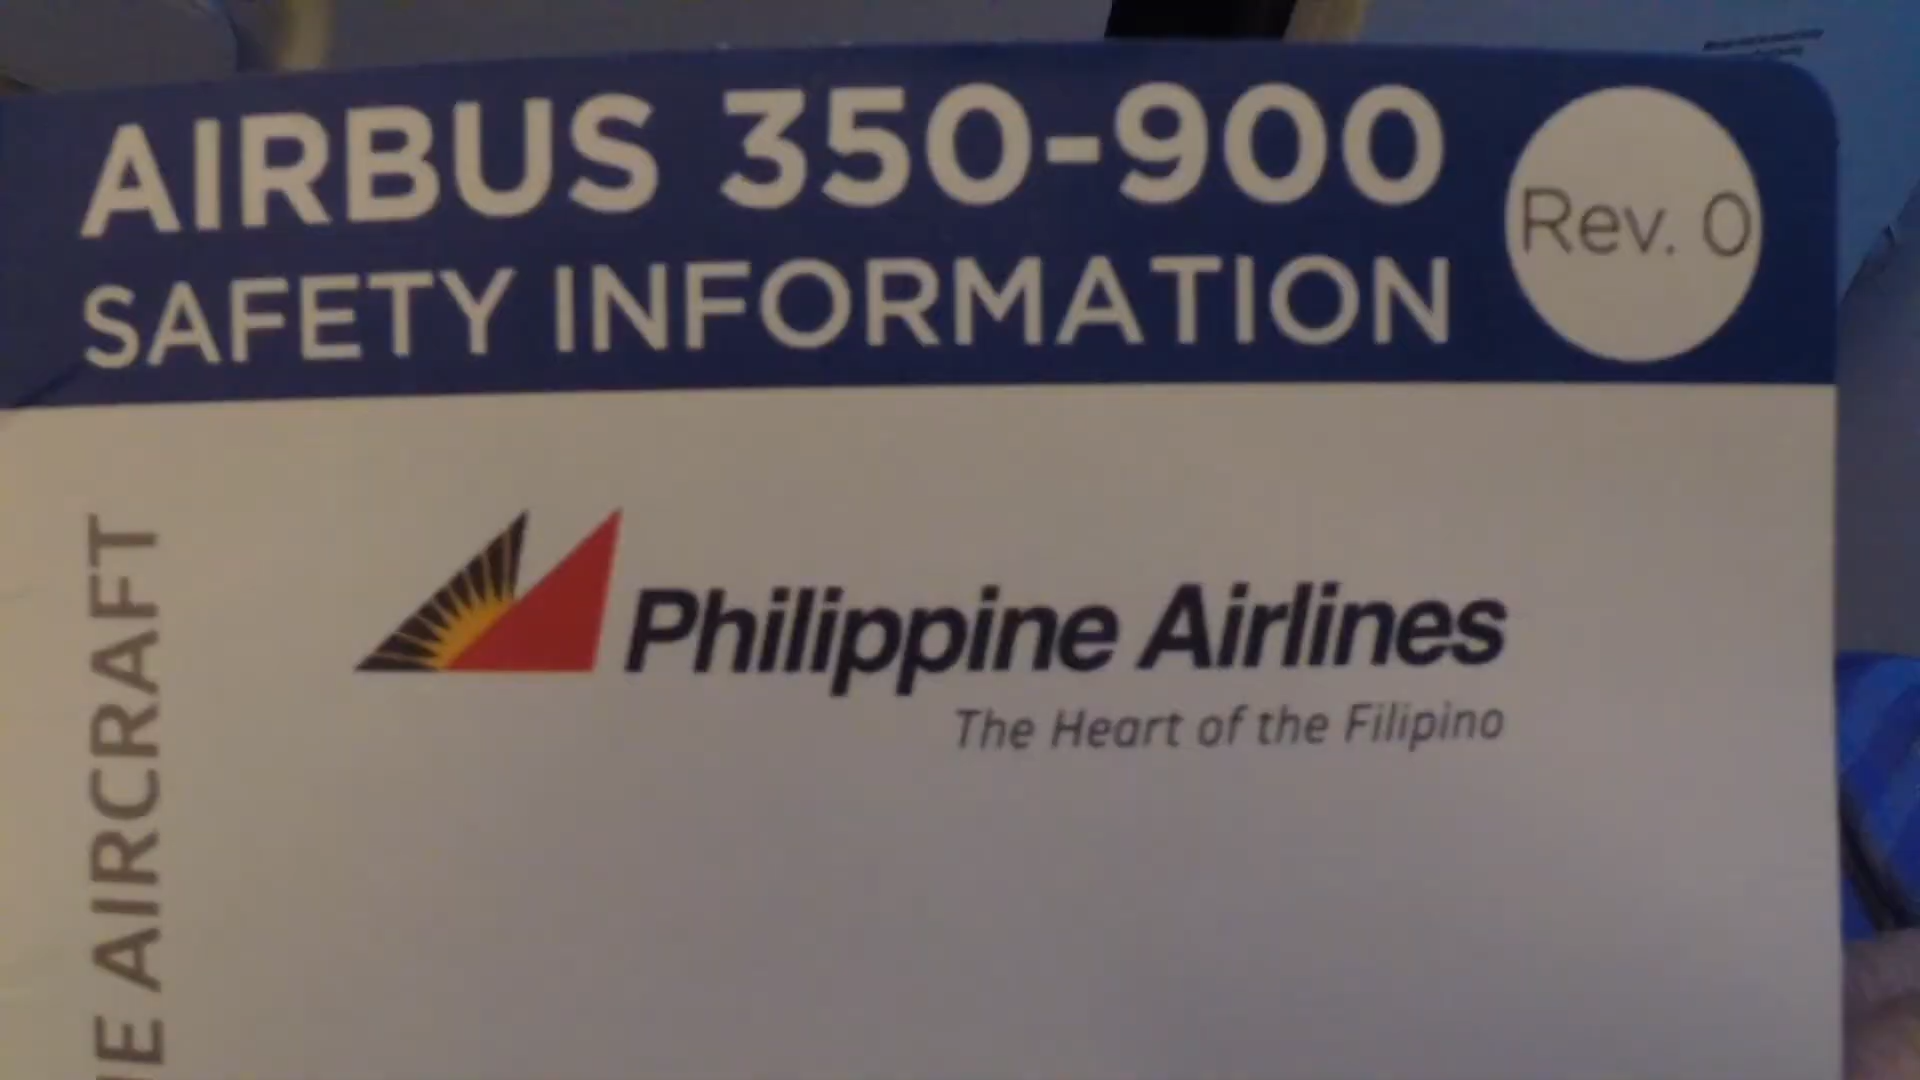 AIRBUS 350-900
SAFETY INFORMATION
Rev. 0
Philippine Airlines
The Heart of the Filipino
AIRCRAFT